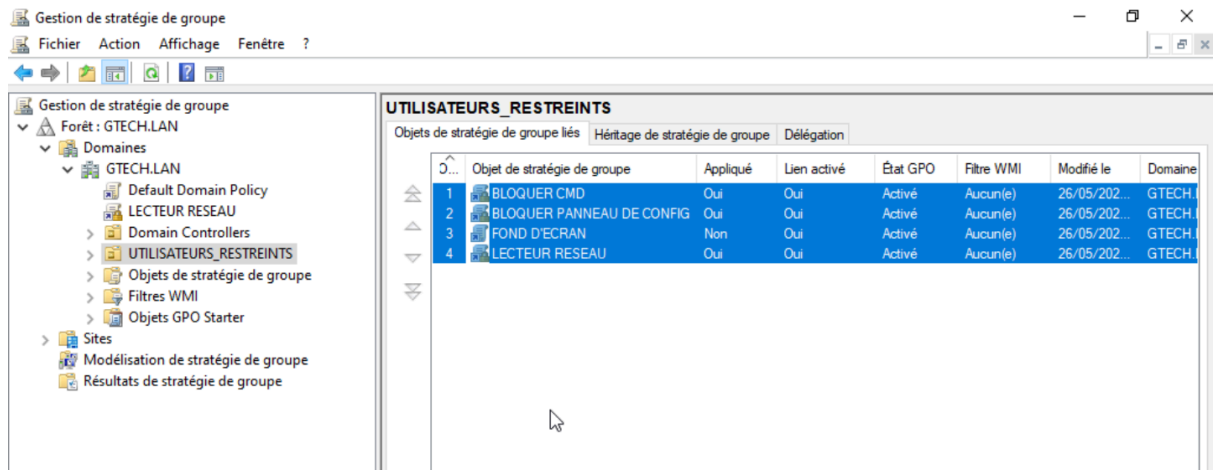 Gestion de stratégie de groupe
Fichier Action Affichage Fenêtre ?
Gestion de stratégie de groupe
Forêt : GTECH.LAN
Domaines
GTECH.LAN
Default Domain Policy
LECTEUR RESEAU
Domain Controllers
UTILISATEURS_RESTREINTS
Objets de stratégie de groupe
Filtres WMI
Objets GPO Starter
Sites
Modélisation de stratégie de groupe
Résultats de stratégie de groupe
UTILISATEURS_RESTREINTS
Objets de stratégie de groupe liés Héritage de stratégie de groupe Délégation
O... Objet de stratégie de groupe Appliqué Lien activé État GPO Filtre WMI Modifié le Domaine
1 BLOQUER CMD Oui Oui Activé Aucun(e) 26/05/202... GTECH.
2 BLOQUER PANNEAU DE CONFIG Oui Oui Activé Aucun(e) 26/05/202... GTECH.
3 FOND D'ECRAN Non Oui Activé Aucun(e) 26/05/202... GTECH.
4 LECTEUR RESEAU Oui Oui Activé Aucun(e) 26/05/202... GTECH.